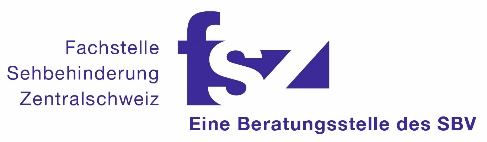 Fachstelle
Sehbehinderung
Zentralschweiz
fsz
Eine Beratungsstelle des SBV